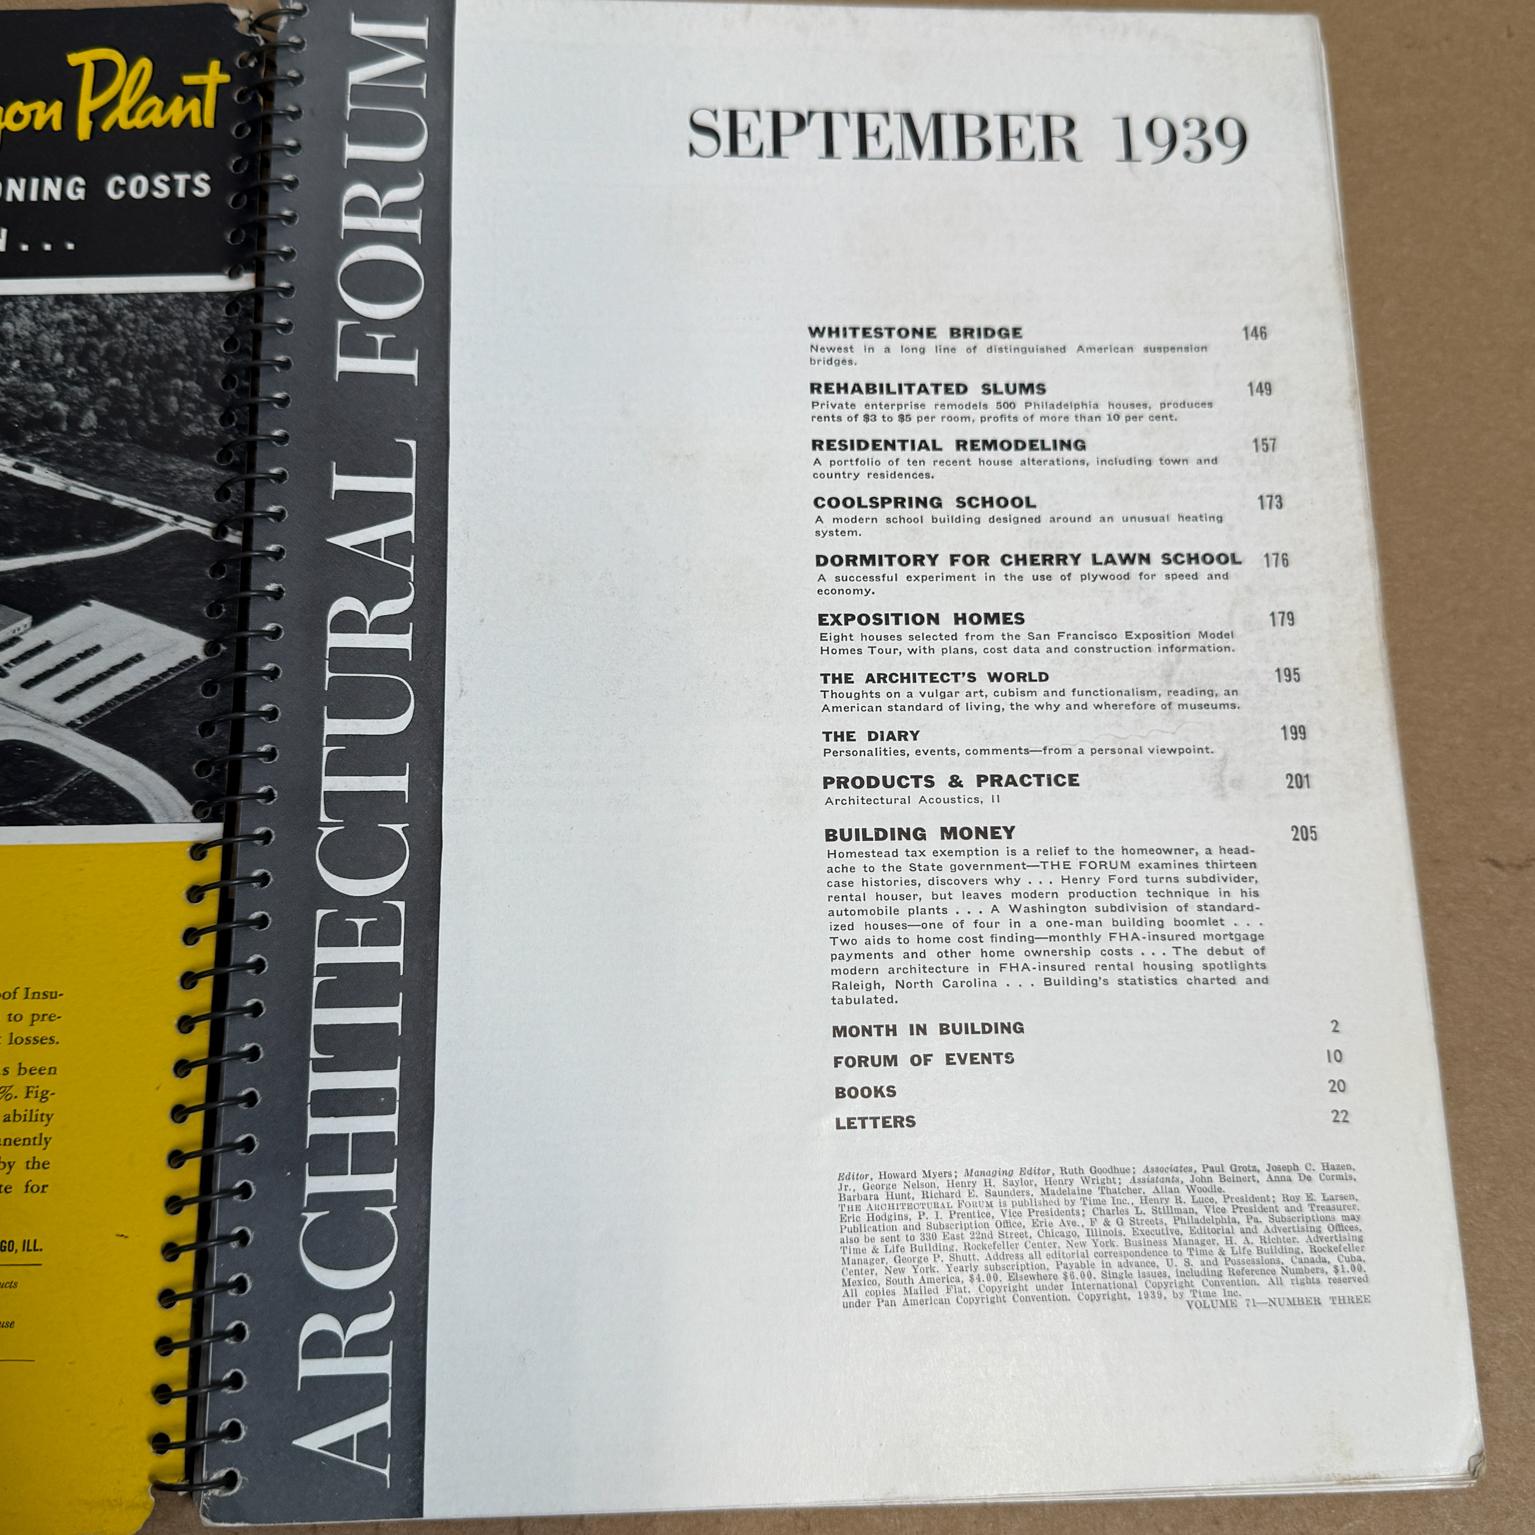 gon Plant
ONING COSTS
N...
of Insu-
to pre-
losses.
s been
%. Fig-
ability
nently
by the
te for
GO, ILL.
ucts
use
ARCHITECTURAL FORUM
SEPTEMBER 1939
WHITESTONE BRIDGE 146
Newest in a long line of distinguished American suspension
bridges.
REHABILITATED SLUMS 149
Private enterprise remodels 500 Philadelphia houses, produces
rents of $3 to $5 per room, profits of more than 10 per cent.
RESIDENTIAL REMODELING 157
A portfolio of ten recent house alterations, including town and
country residences.
COOLSPRING SCHOOL 173
A modern school building designed around an unusual heating
system.
DORMITORY FOR CHERRY LAWN SCHOOL 176
A successful experiment in the use of plywood for speed and
economy.
EXPOSITION HOMES 179
Eight houses selected from the San Francisco Exposition Model
Homes Tour, with plans, cost data and construction information.
THE ARCHITECT'S WORLD 195
Thoughts on a vulgar art, cubism and functionalism, reading, an
American standard of living, the why and wherefore of museums.
THE DIARY 199
Personalities, events, comments—from a personal viewpoint.
PRODUCTS & PRACTICE 201
Architectural Acoustics, II
BUILDING MONEY 205
Homestead tax exemption is a relief to the homeowner, a head-
ache to the State government—THE FORUM examines thirteen
case histories, discovers why . . . Henry Ford turns subdivider,
rental houser, but leaves modern production technique in his
automobile plants . . . A Washington subdivision of standard-
ized houses—one of four in a one-man building boomlet . . .
Two aids to home cost finding—monthly FHA-insured mortgage
payments and other home ownership costs . . . The debut of
modern architecture in FHA-insured rental housing spotlights
Raleigh, North Carolina . . . Building's statistics charted and
tabulated.
MONTH IN BUILDING 2
FORUM OF EVENTS 10
BOOKS 20
LETTERS 22
Editor, Howard Myers; Managing Editor, Ruth Goodhue; Associates, Paul Grotz, Joseph C. Hazen,
Jr., George Nelson, Henry H. Saylor, Henry Wright; Assistants, John Beinert, Anna De Cormis,
Barbara Hunt, Richard E. Saunders, Madelaine Thatcher, Allan Woodle.
THE ARCHITECTURAL FORUM is published by Time Inc., Henry R. Luce, President; Roy E. Larsen,
Eric Hodgins, P. I. Prentice, Vice Presidents; Charles L. Stillman, Vice President and Treasurer.
Publication and Subscription Office, Erie Ave., F & G Streets, Philadelphia, Pa. Subscriptions may
also be sent to 330 East 22nd Street, Chicago, Illinois. Executive, Editorial and Advertising Offices,
Time & Life Building, Rockefeller Center, New York. Business Manager, H. A. Richter. Advertising
Manager, George P. Shutt. Address all editorial correspondence to Time & Life Building, Rockefeller
Center, New York. Yearly subscription, Payable in advance, U. S. and Possessions, Canada, Cuba,
Mexico, South America, $4.00. Elsewhere $6.00. Single issues, including Reference Numbers, $1.00.
All copies Mailed Flat. Copyright under International Copyright Convention. All rights reserved
under Pan American Copyright Convention. Copyright, 1939, by Time Inc.
VOLUME 71—NUMBER THREE